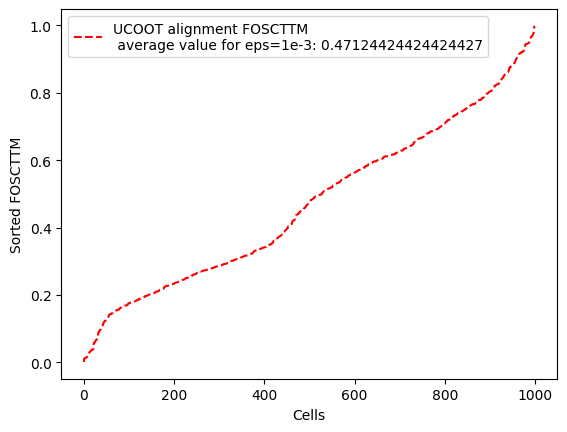 UCOOT alignment FOSCTTM
average value for eps=1e-3: 0.47124424424424427
1.0
0.8
0.6
0.4
0.2
0.0
Sorted FOSCTTM
0 200 400 600 800 1000
Cells